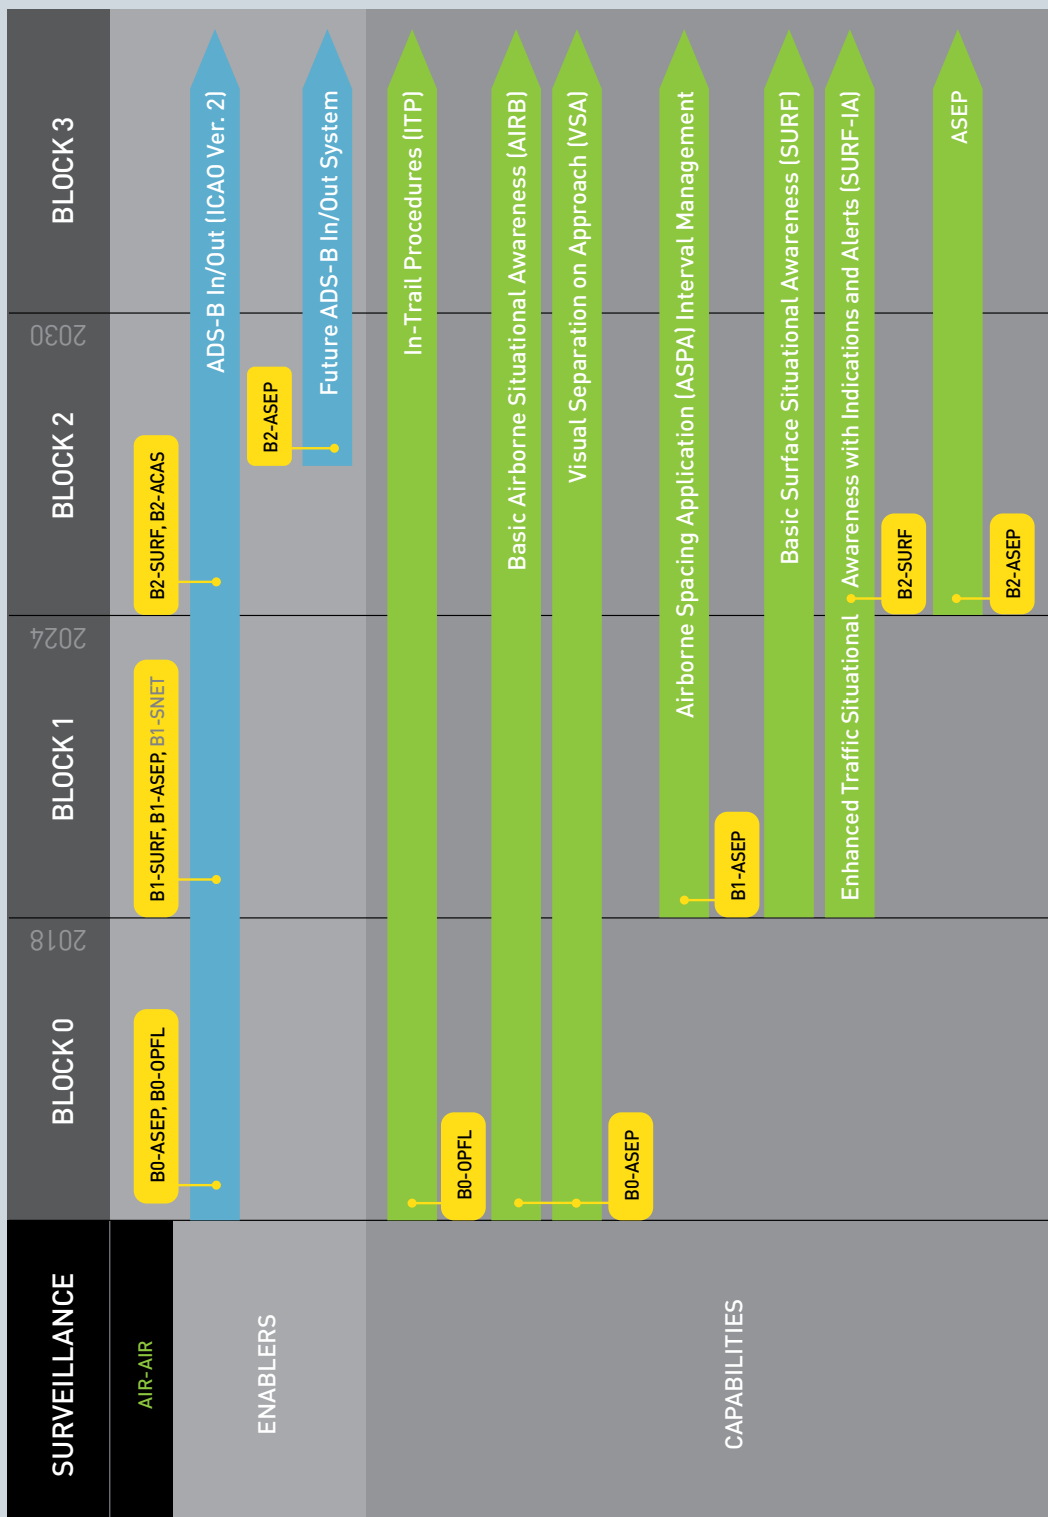 SURVEILLANCE
BLOCK 0
2018
BLOCK 1
2024
BLOCK 2
2030
BLOCK 3
AIR-AIR
B0-ASEP, B0-OPFL
B1-SURF, B1-ASEP, B1-SNET
B2-SURF, B2-ACAS
ENABLERS
ADS-B In/Out (ICAO Ver. 2)
B2-ASEP
Future ADS-B In/Out System
CAPABILITIES
In-Trail Procedures (ITP)
B0-OPFL
Basic Airborne Situational Awareness (AIRB)
Visual Separation on Approach (VSA)
B0-ASEP
Airborne Spacing Application (ASPA) Interval Management
B1-ASEP
Basic Surface Situational Awareness (SURF)
Enhanced Traffic Situational Awareness with Indications and Alerts (SURF-IA)
B2-SURF
ASEP
B2-ASEP